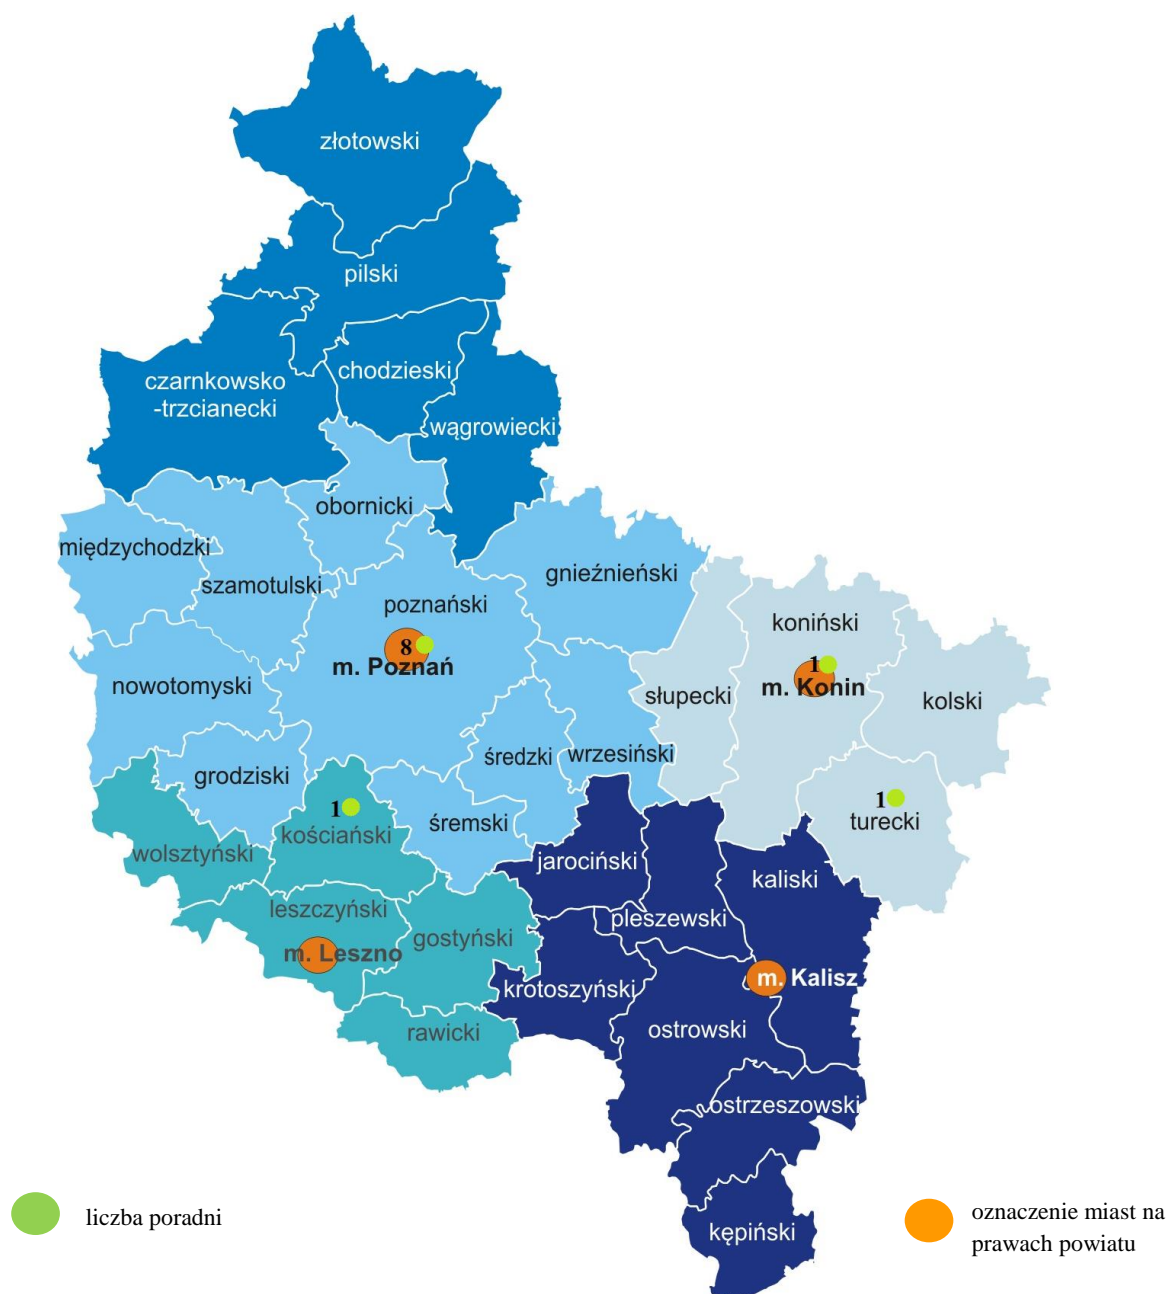 złotowski
pilski
chodzieski
czarnkowsko
-trzcianecki
wągrowiecki
obornicki
międzychodzki
szamotulski
gnieźnieński
poznański
8
m. Poznań
koniński
1
m. Konin
słupecki
kolski
nowotomyski
średzki
wrzesiński
grodziski
1
kościański
śremski
1
turecki
wolsztyński
jarociński
kaliski
leszczyński
pleszewski
gostyński
m. Leszno
krotoszyński
m. Kalisz
rawicki
ostrowski
ostrzeszowski
kępiński
liczba poradni
oznaczenie miast na
prawach powiatu